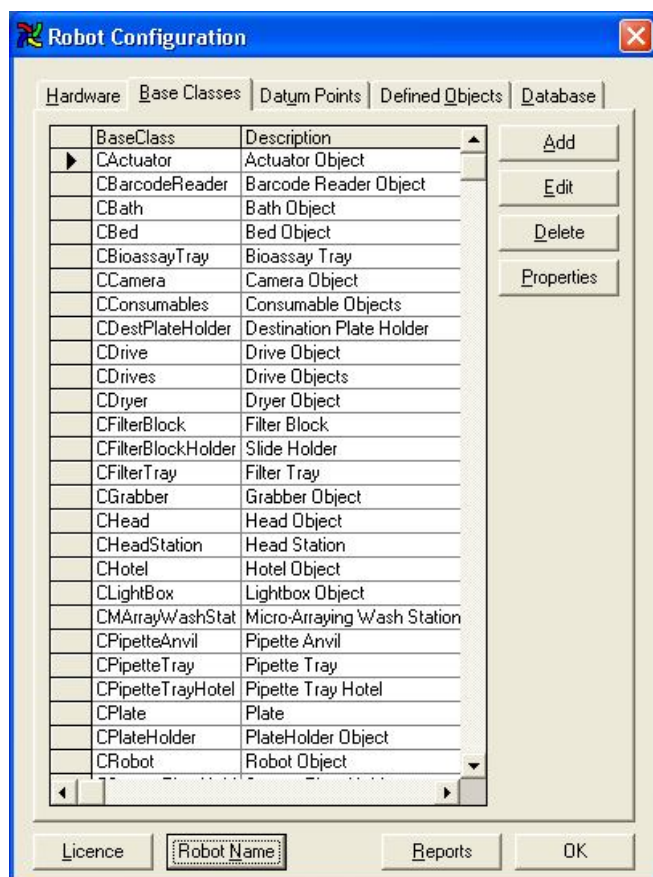 Robot Configuration
Hardware Base Classes Datum Points Defined Objects Database
BaseClass Description
CActuator Actuator Object
CBarcodeReader Barcode Reader Object
CBath Bath Object
CBed Bed Object
CBioassayTray Bioassay Tray
CCamera Camera Object
CConsumables Consumable Objects
CDestPlateHolder Destination Plate Holder
CDrive Drive Object
CDrives Drive Objects
CDryer Dryer Object
CFilterBlock Filter Block
CFilterBlockHolder Slide Holder
CFilterTray Filter Tray
CGrabber Grabber Object
CHead Head Object
CHeadStation Head Station
CHotel Hotel Object
CLightBox Lightbox Object
CMArrayWashStat Micro-Arraying Wash Station
CPipetteAnvil Pipette Anvil
CPipetteTray Pipette Tray
CPipetteTrayHotel Pipette Tray Hotel
CPlate Plate
CPlateHolder PlateHolder Object
CRobot Robot Object
Add
Edit
Delete
Properties
Licence Robot Name Reports OK